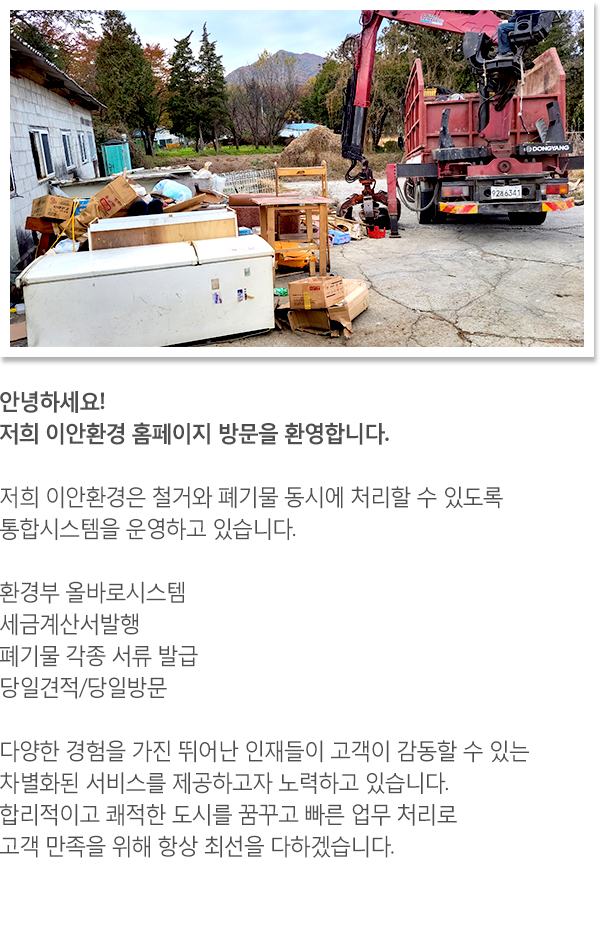 DONGYANG
안녕하세요!
저희 이안환경 홈페이지 방문을 환영합니다.
저희 이안환경은 철거와 폐기물 동시에 처리할 수 있도록
통합시스템을 운영하고 있습니다.
환경부 올바로시스템
세금계산서발행
폐기물 각종 서류 발급
당일견적/당일방문
다양한 경험을 가진 뛰어난 인재들이 고객이 감동할 수 있는
차별화된 서비스를 제공하고자 노력하고 있습니다.
합리적이고 쾌적한 도시를 꿈꾸고 빠른 업무 처리로
고객 만족을 위해 항상 최선을 다하겠습니다.